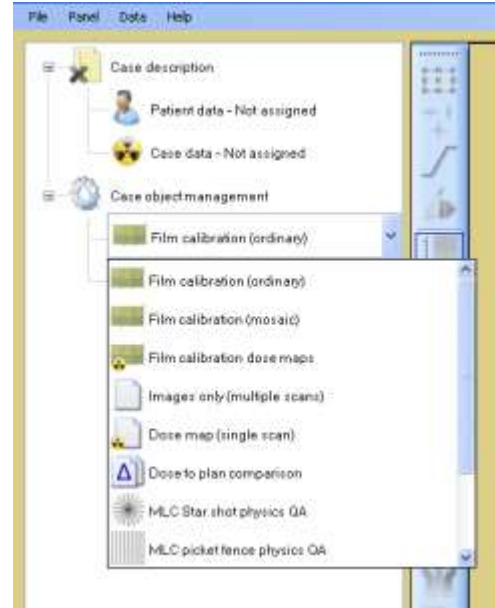 File Panel Data Help
Case description
Patient data - Not assigned
Case data - Not assigned
Case object management
Film calibration (ordinary)
Film calibration (ordinary)
Film calibration (mosaic)
Film calibration dose maps
Images only (multiple scans)
Dose map (single scan)
Dose to plan comparison
MLC Star shot physics QA
MLC picket fence physics QA